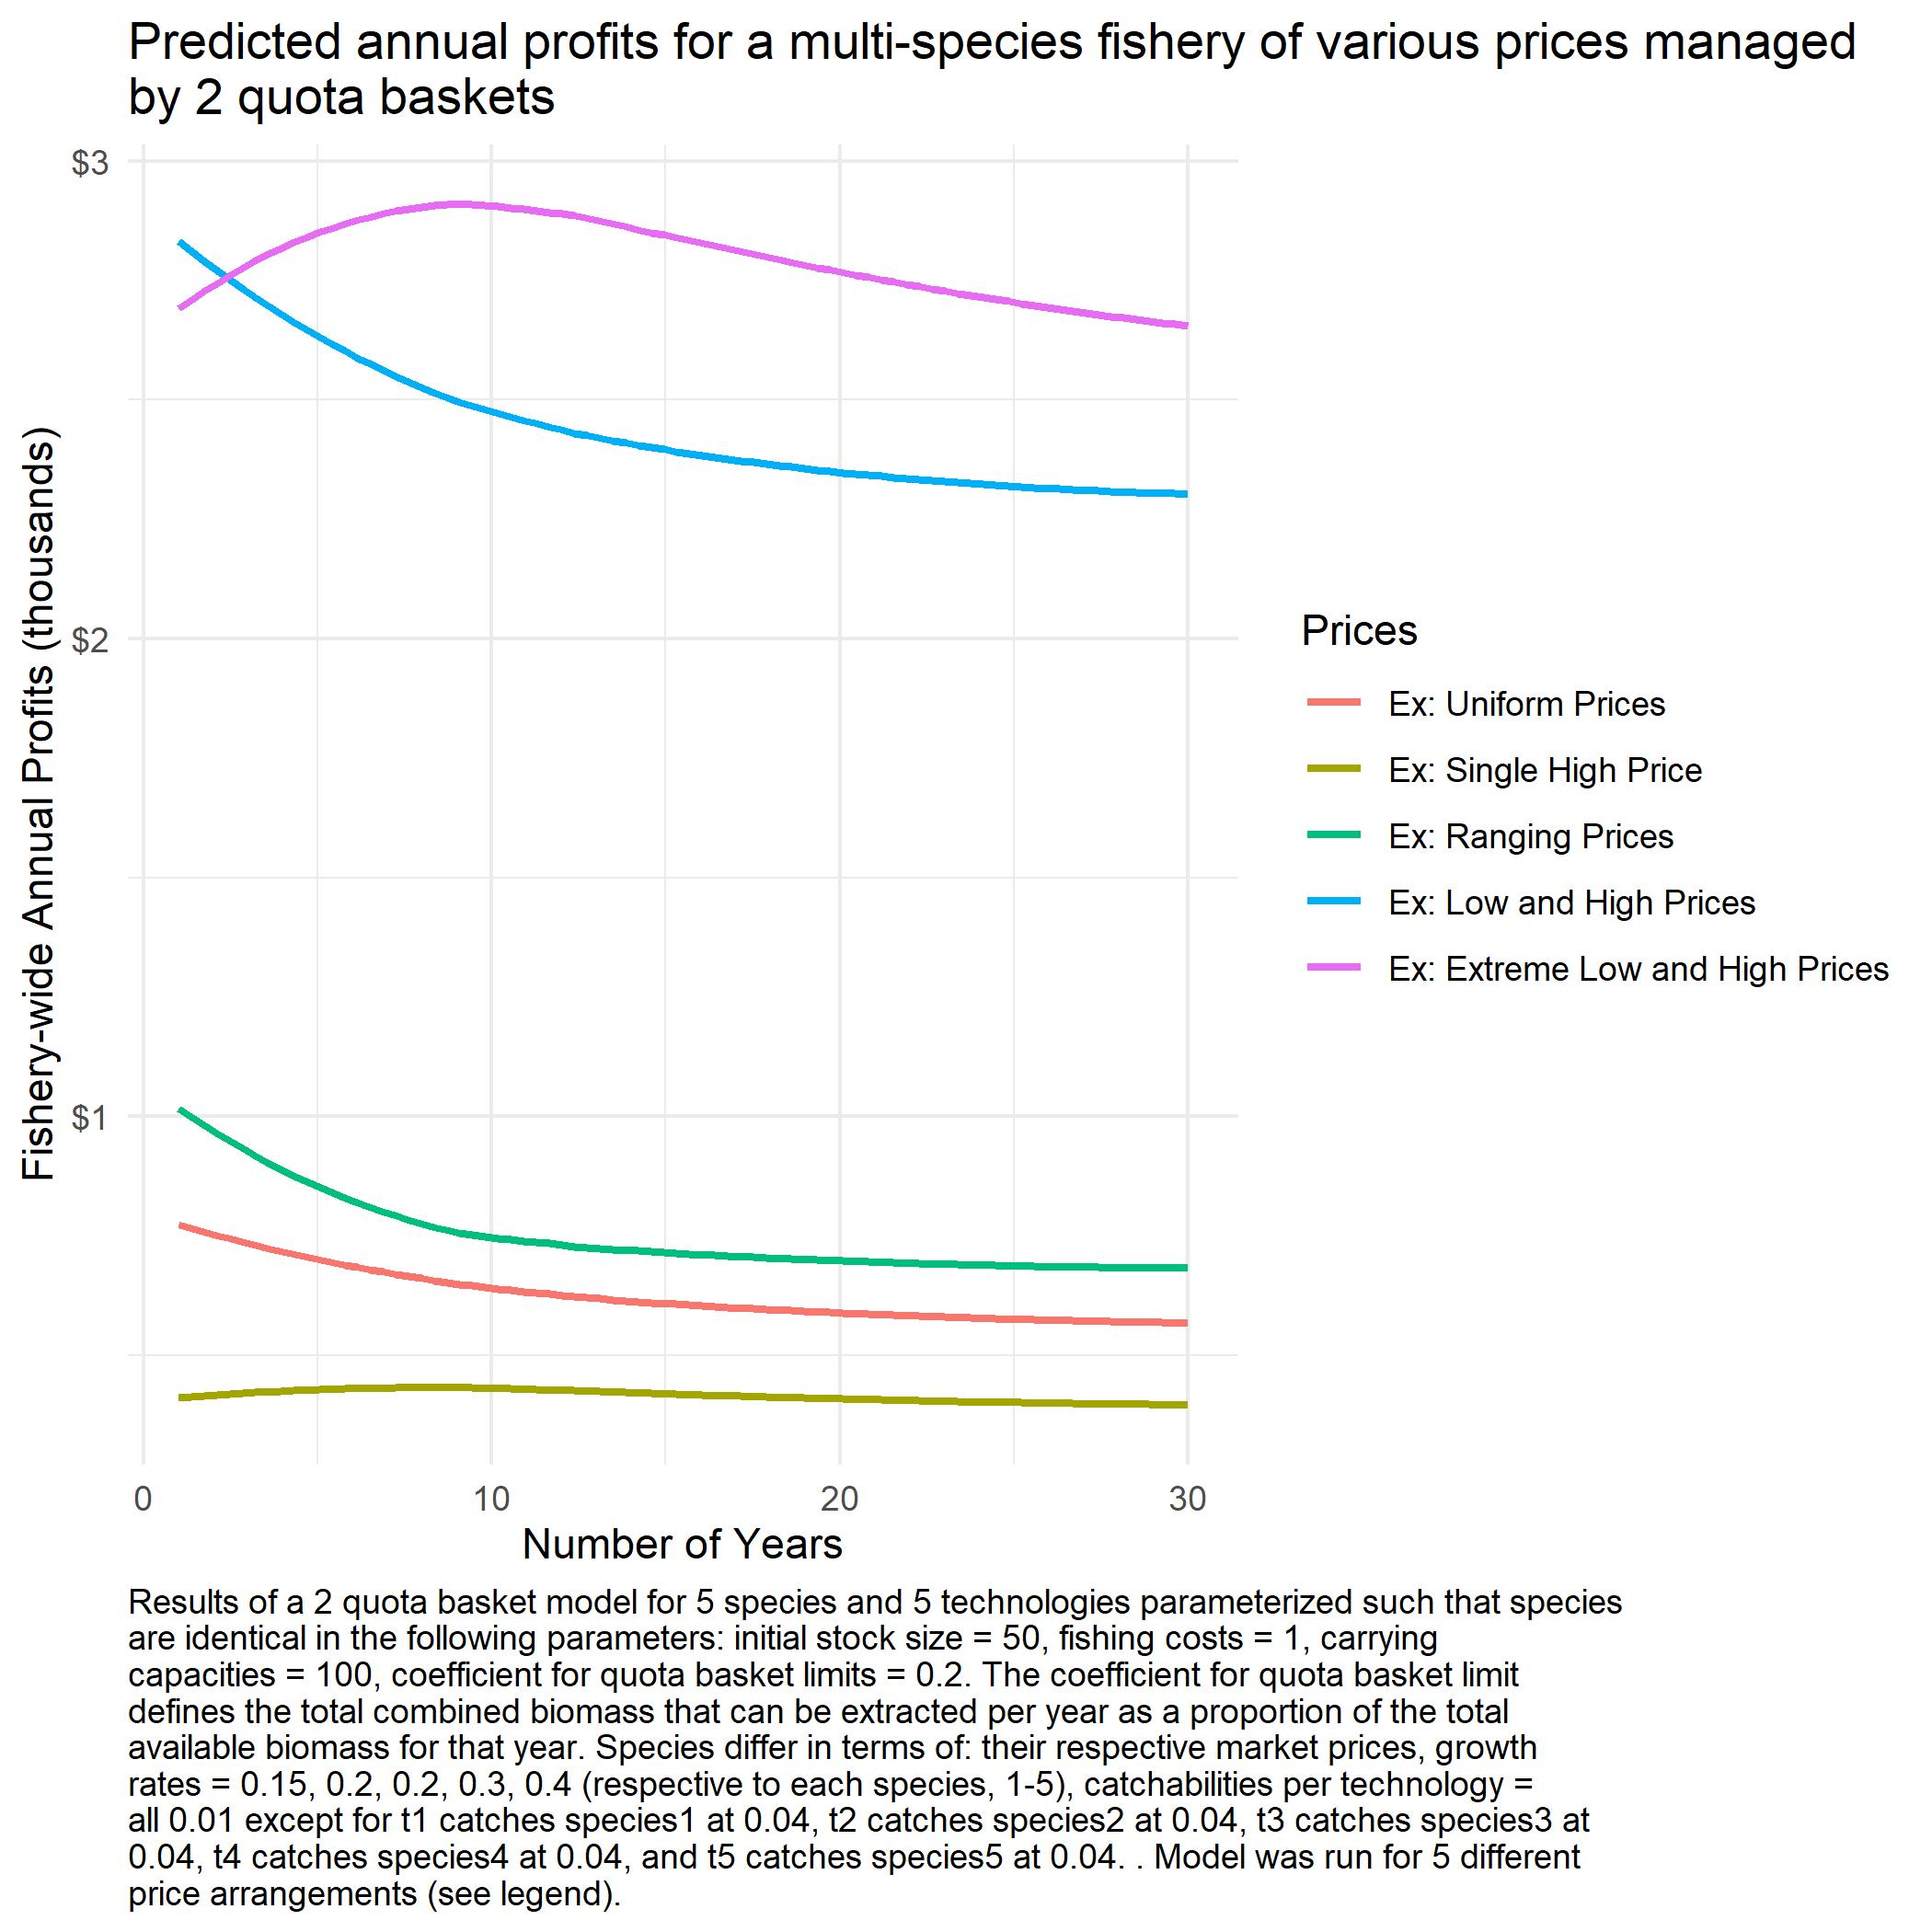 Predicted annual profits for a multi-species fishery of various prices managed
by 2 quota baskets
$3
$2
$1
Fishery-wide Annual Profits (thousands)
0
10
20
30
Number of Years
Prices
Ex: Uniform Prices
Ex: Single High Price
Ex: Ranging Prices
Ex: Low and High Prices
Ex: Extreme Low and High Prices
Results of a 2 quota basket model for 5 species and 5 technologies parameterized such that species
are identical in the following parameters: initial stock size = 50, fishing costs = 1, carrying
capacities = 100, coefficient for quota basket limits = 0.2. The coefficient for quota basket limit
defines the total combined biomass that can be extracted per year as a proportion of the total
available biomass for that year. Species differ in terms of: their respective market prices, growth
rates = 0.15, 0.2, 0.2, 0.3, 0.4 (respective to each species, 1-5), catchabilities per technology =
all 0.01 except for t1 catches species1 at 0.04, t2 catches species2 at 0.04, t3 catches species3 at
0.04, t4 catches species4 at 0.04, and t5 catches species5 at 0.04. . Model was run for 5 different
price arrangements (see legend).